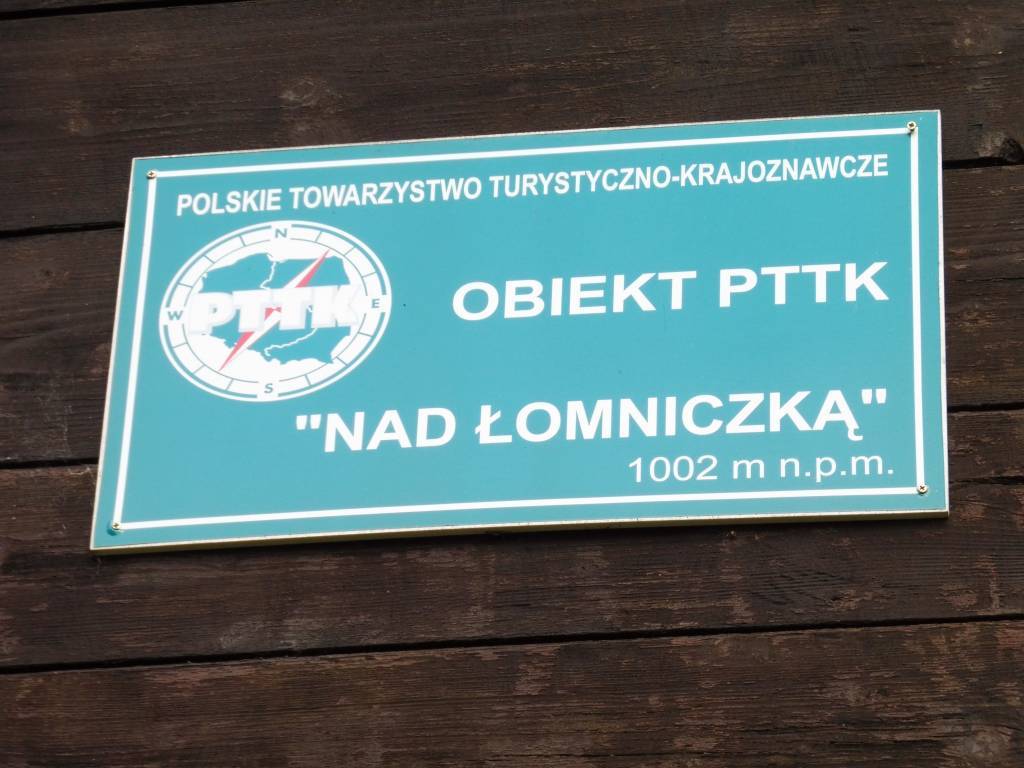 POLSKIE TOWARZYSTWO TURYSTYCZNO-KRAJOZNAWCZE
N
W
PTTK
E
S
OBIEKT PTTK
"NAD ŁOMNICZKĄ"
1002 m n.p.m.